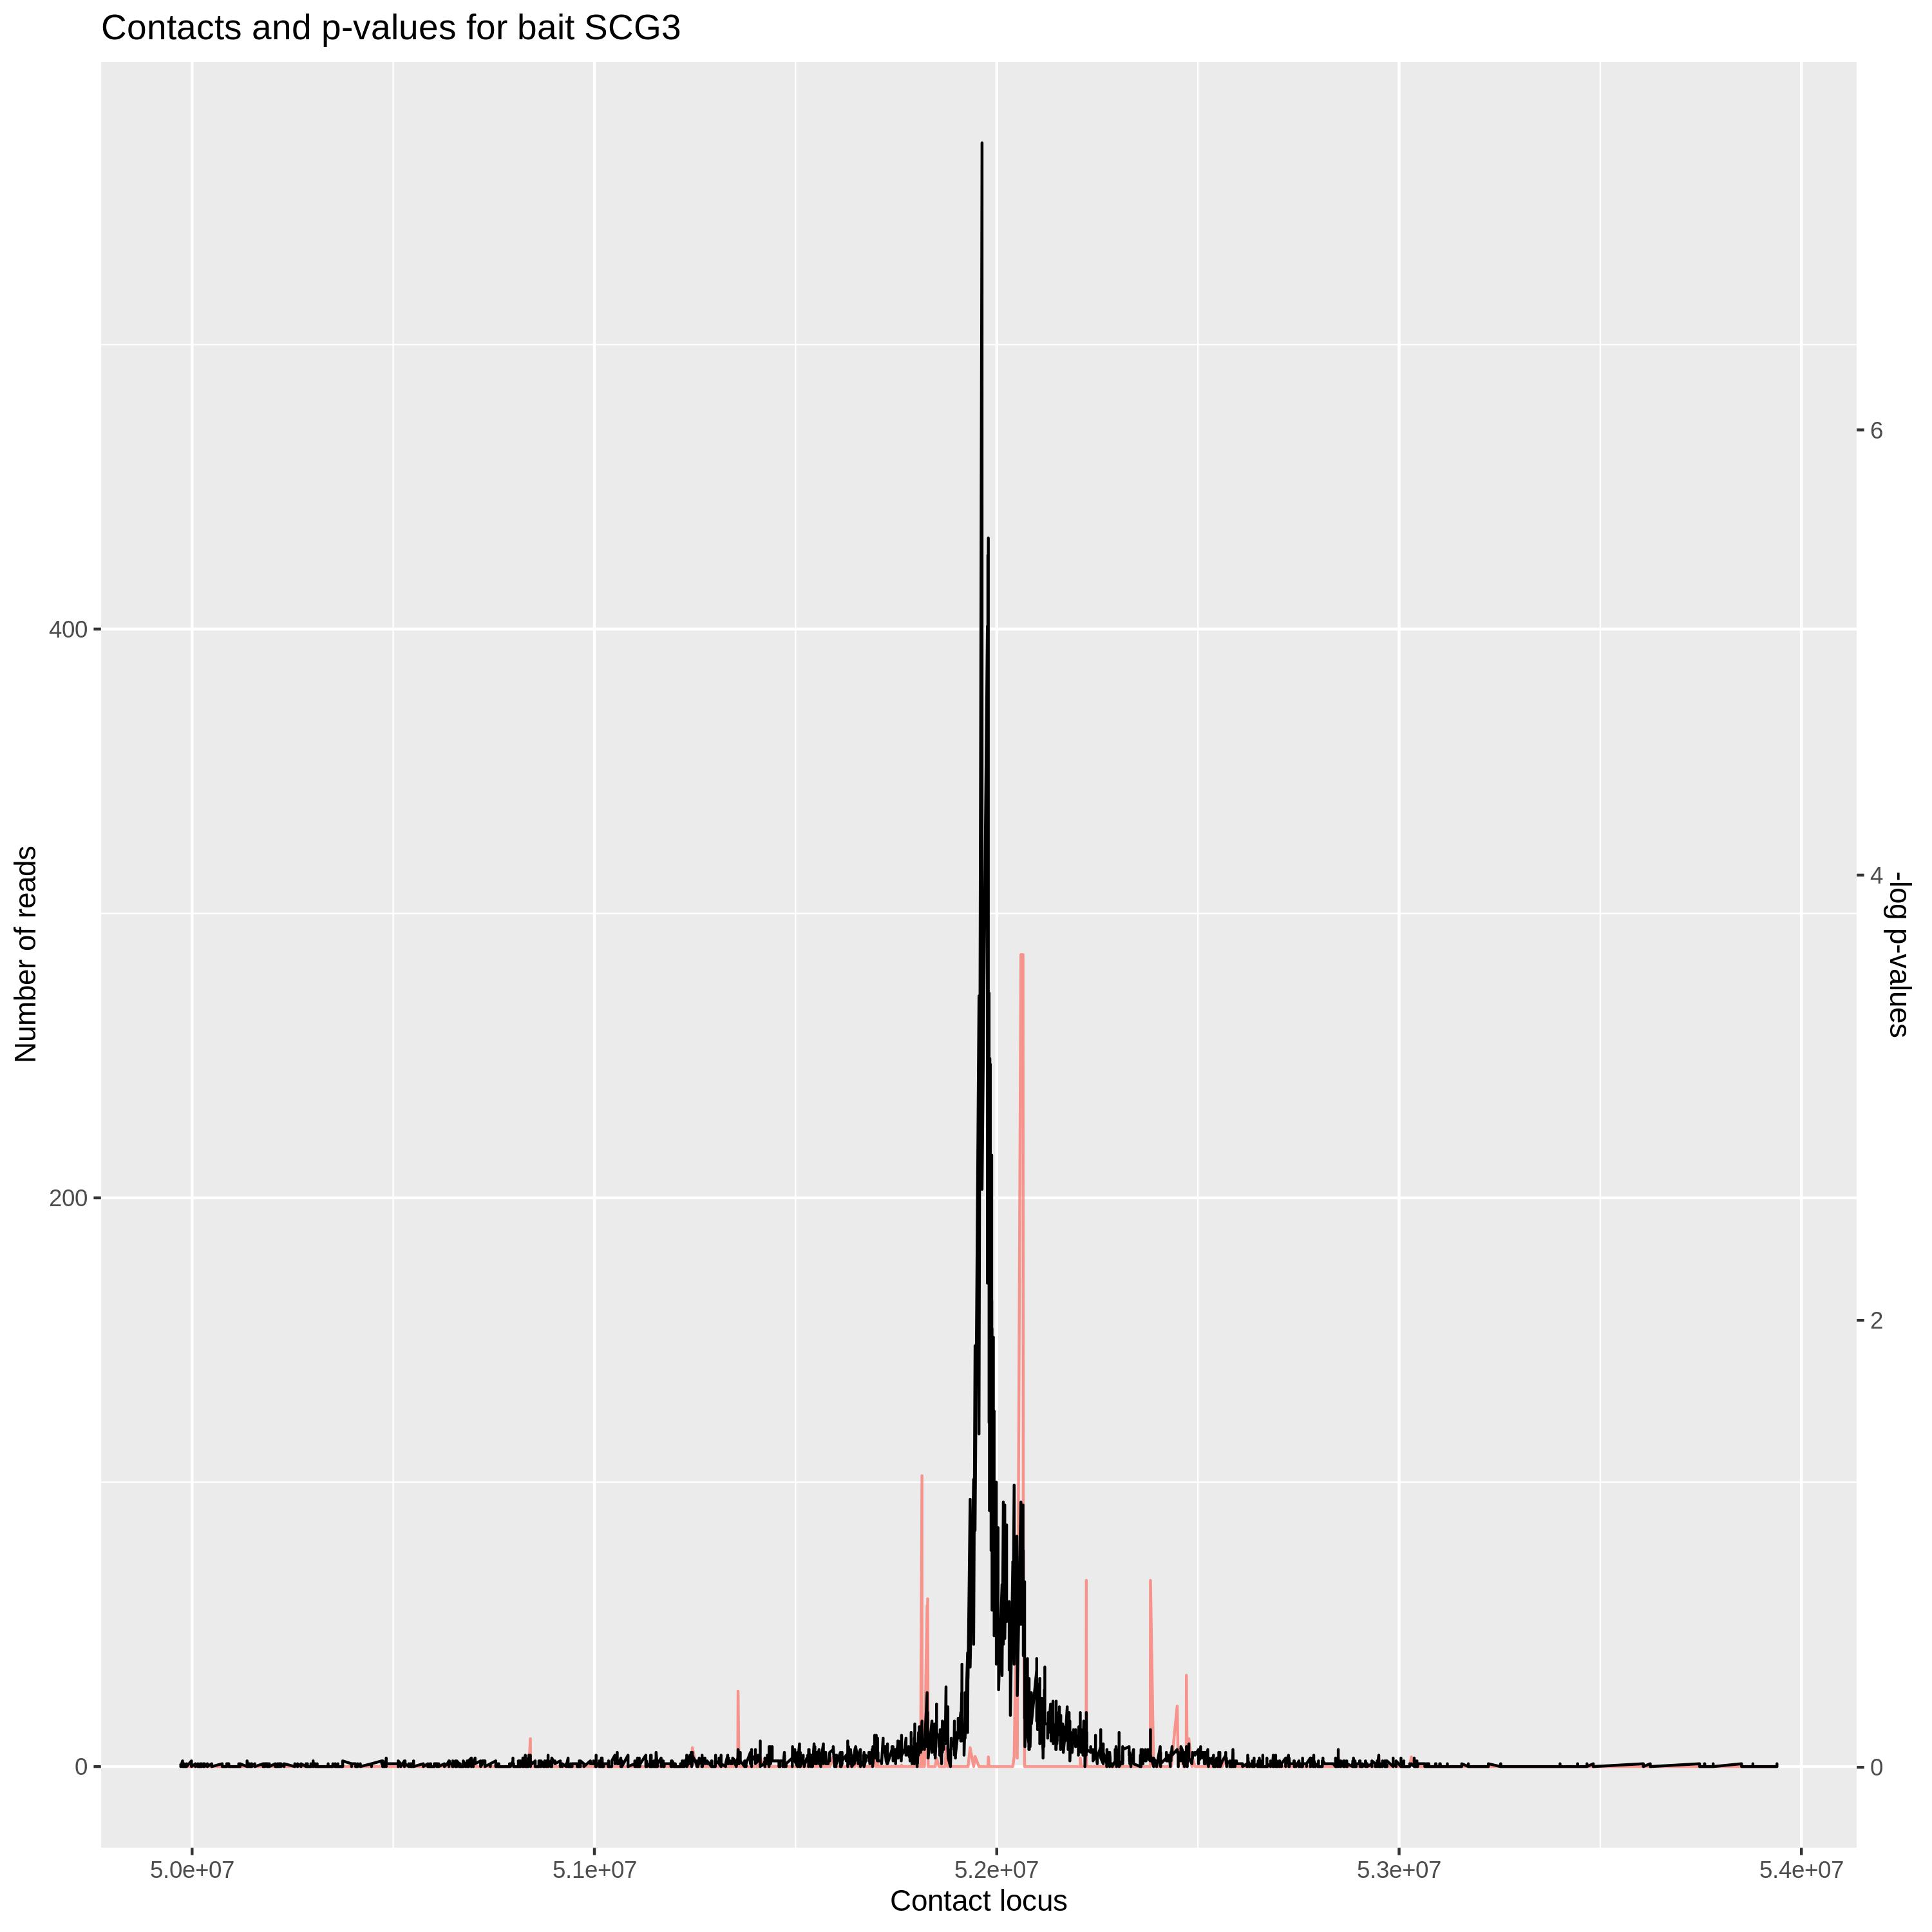 Contacts and p-values for bait SCG3
Number of reads
400
200
0
6
4
2
0
-log p-values
5.0e+07 5.1e+07 5.2e+07 5.3e+07 5.4e+07
Contact locus